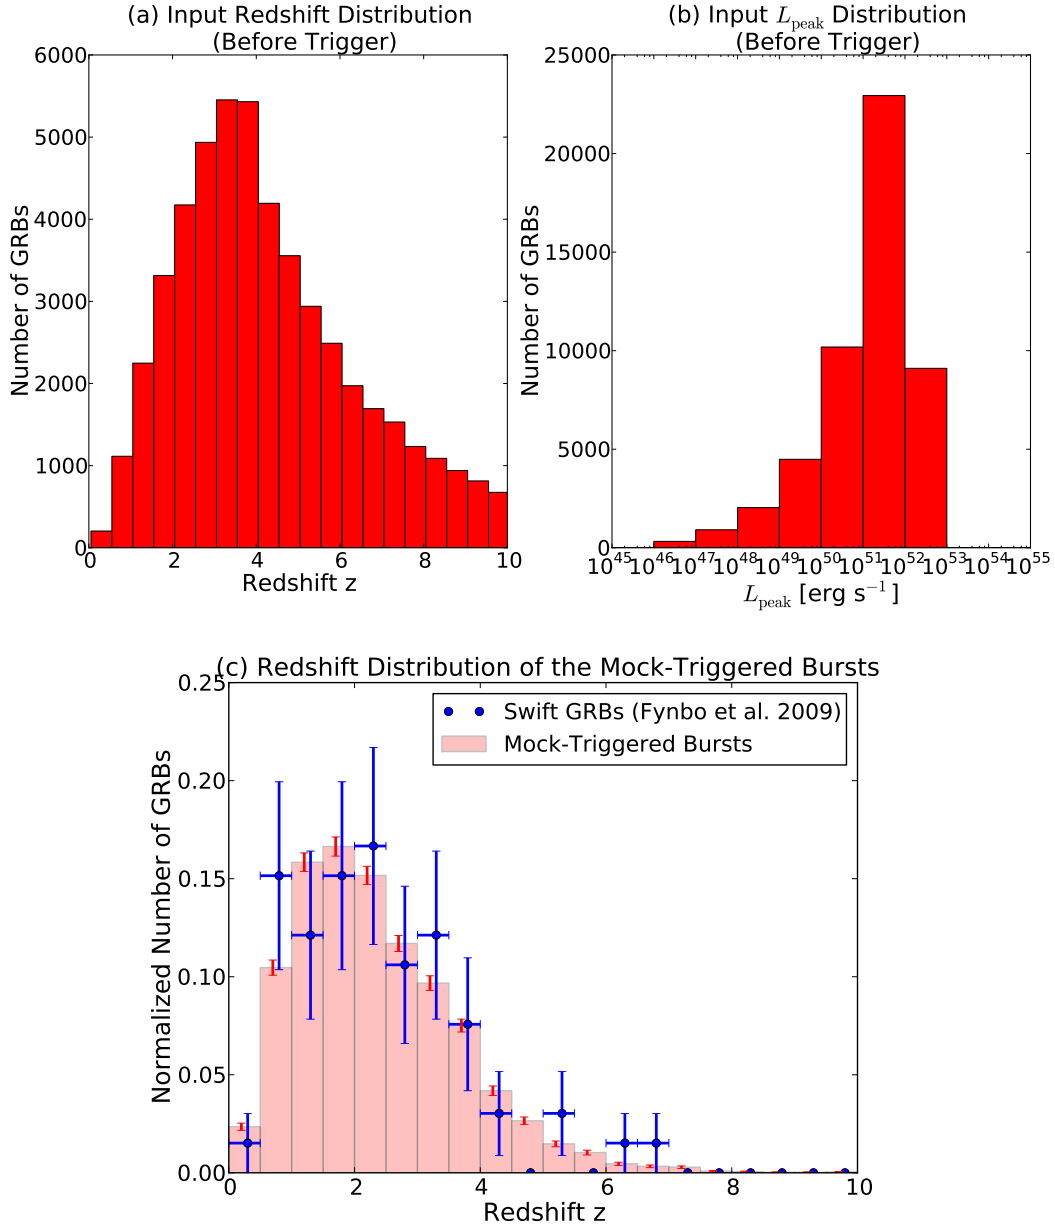 (a) Input Redshift Distribution
(Before Trigger)
6000
5000
4000
3000
2000
1000
0
Number of GRBs
0 2 4 6 8 10
Redshift z
(b) Input L_peak Distribution
(Before Trigger)
25000
20000
15000
10000
5000
0
Number of GRBs
10^45 10^46 10^47 10^48 10^49 10^50 10^51 10^52 10^53 10^54 10^55
L_peak [erg s^−1]
(c) Redshift Distribution of the Mock-Triggered Bursts
0.25
0.20
0.15
0.10
0.05
0.00
Normalized Number of GRBs
Swift GRBs (Fynbo et al. 2009)
Mock-Triggered Bursts
0 2 4 6 8 10
Redshift z